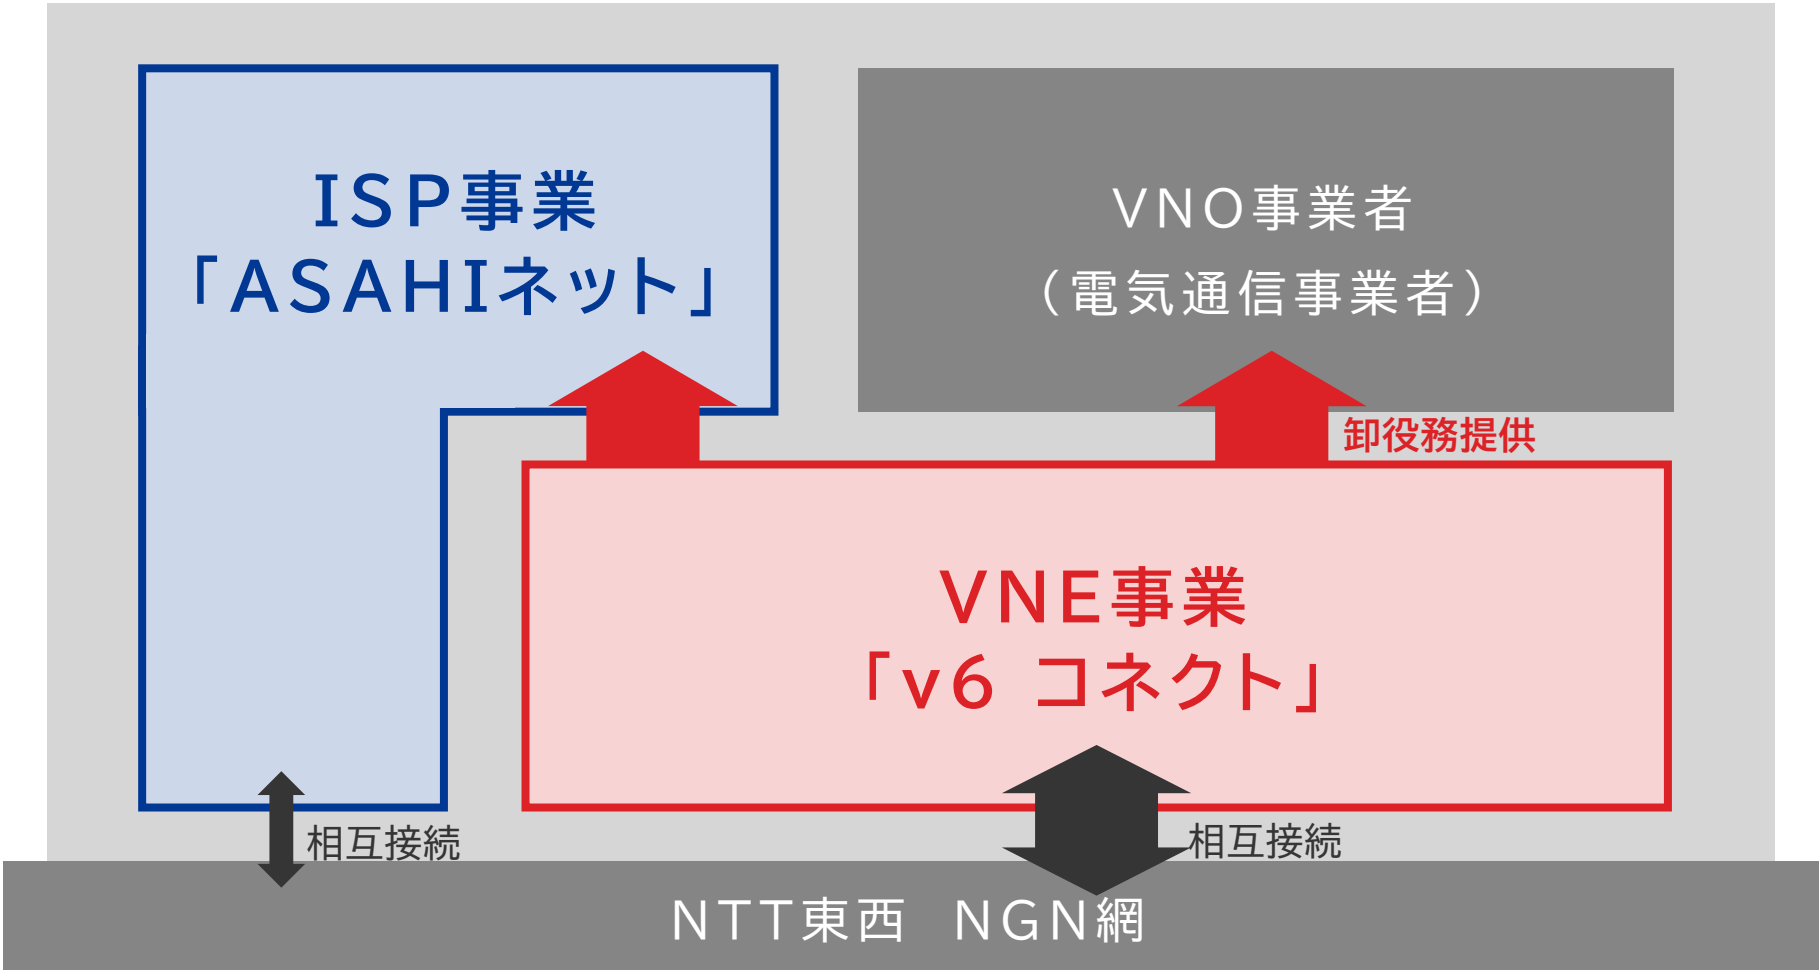 ISP事業
「ASAHIネット」
VNO事業者
（電気通信事業者）
卸役務提供
VNE事業
「v6 コネクト」
相互接続
相互接続
NTT東西　NGN網